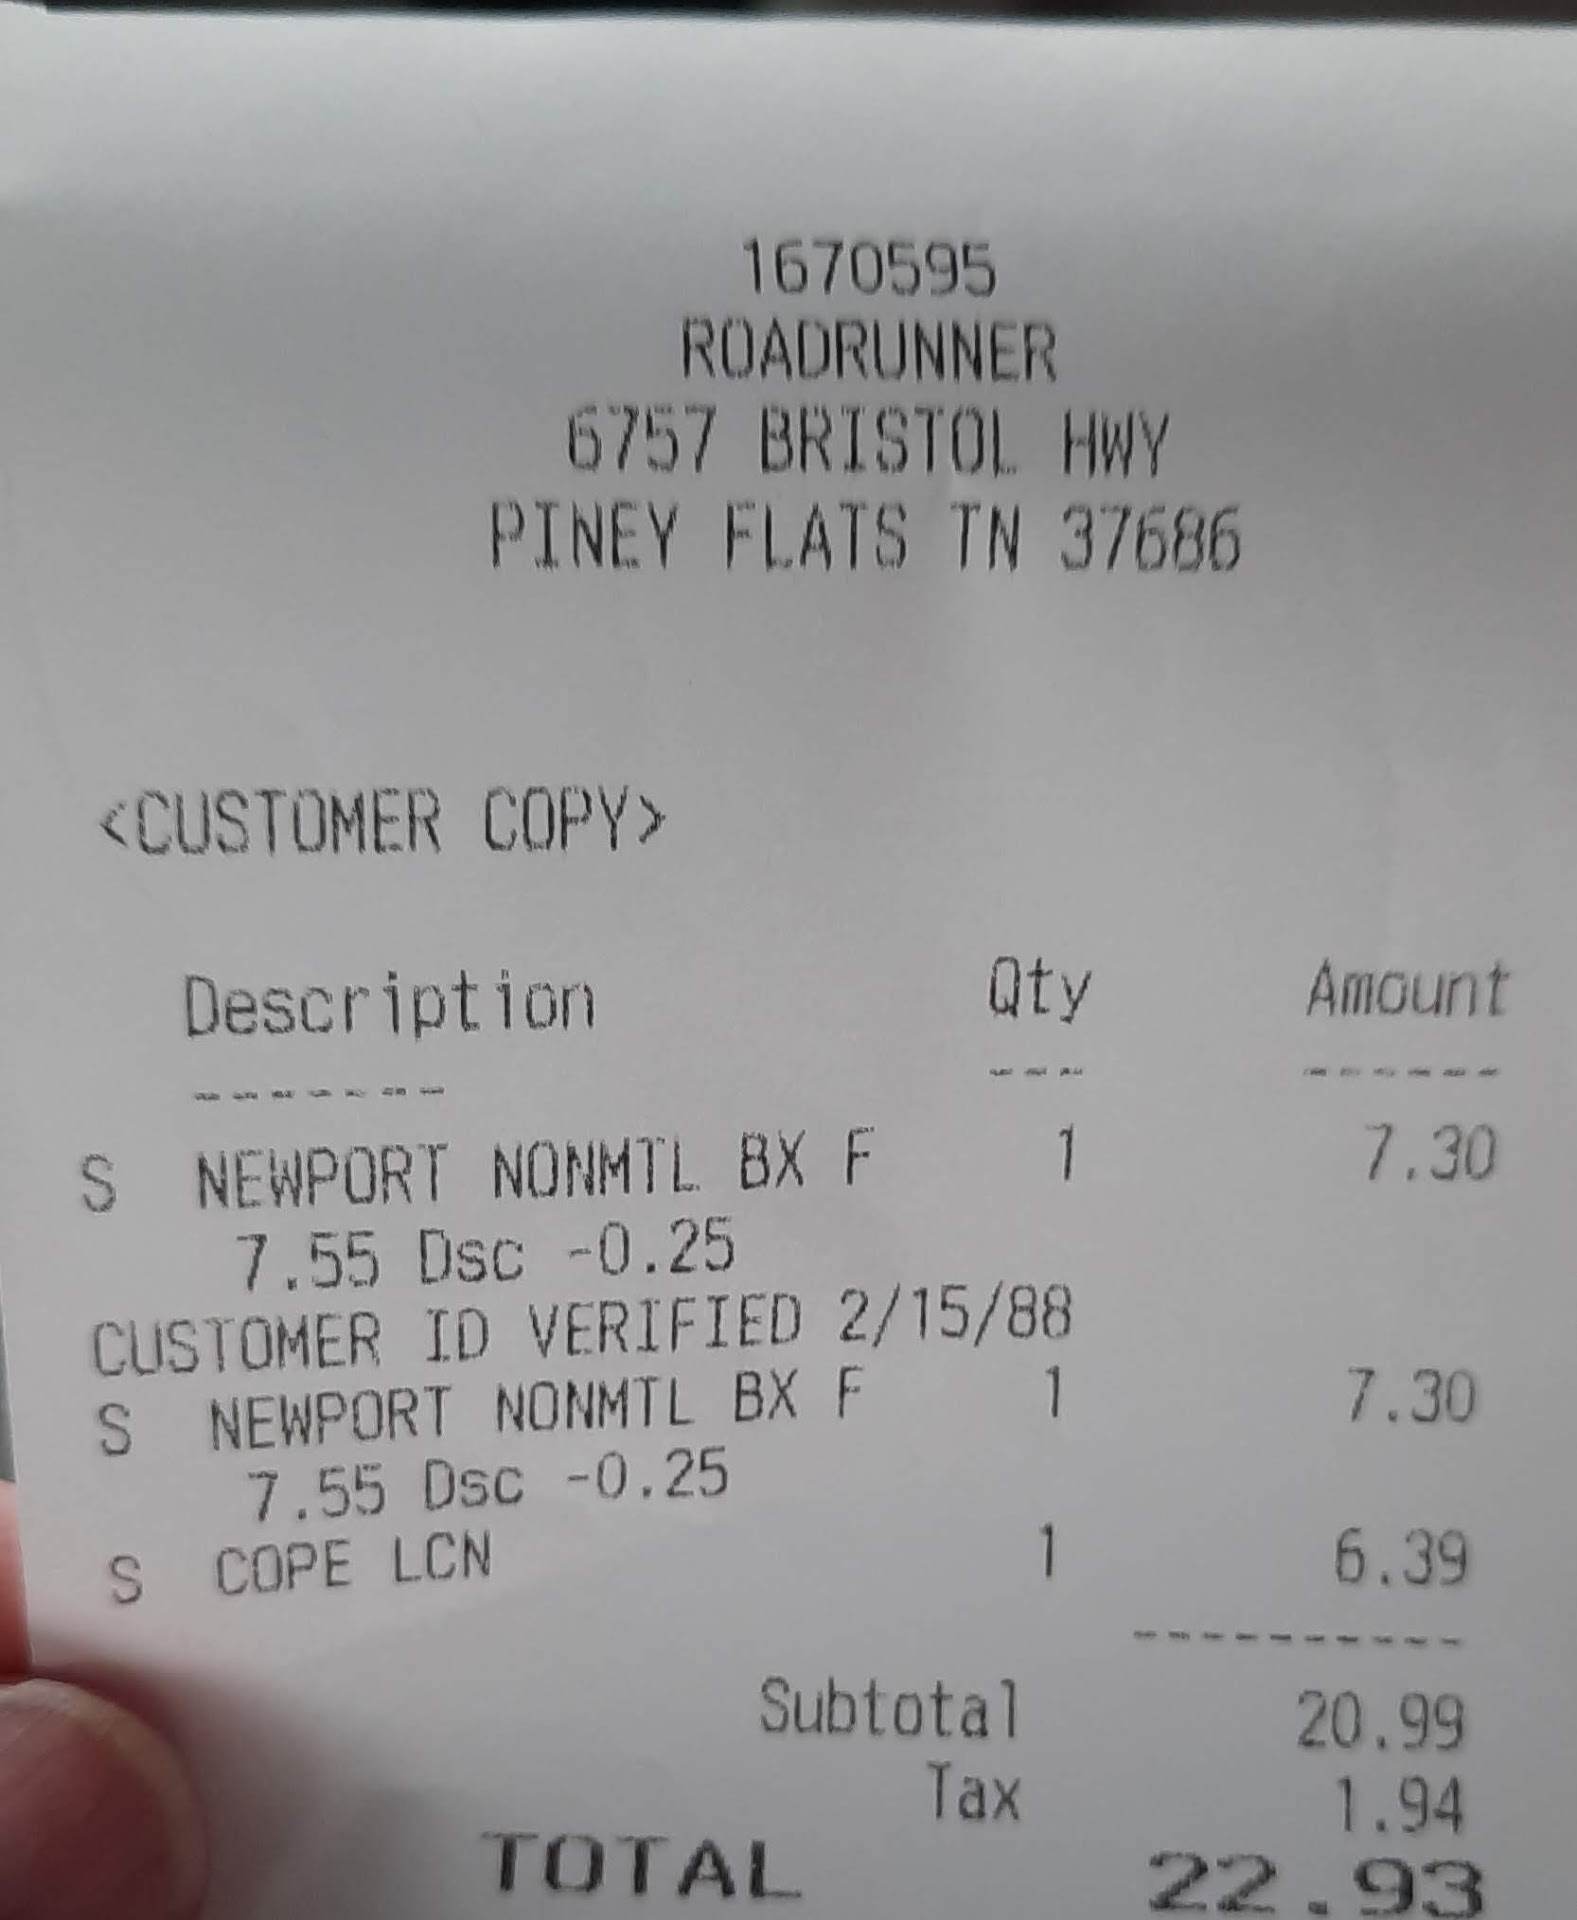 1670595
ROADRUNNER
6757 BRISTOL HWY
PINEY FLATS TN 37686
<CUSTOMER COPY>
Description Qty Amount
------- --- ------
S NEWPORT NONMTL BX F 1 7.30
7.55 Dsc -0.25
CUSTOMER ID VERIFIED 2/15/88
S NEWPORT NONMTL BX F 1 7.30
7.55 Dsc -0.25
S COPE LCN 1 6.39
----------
Subtotal 20.99
Tax 1.94
TOTAL 22.93